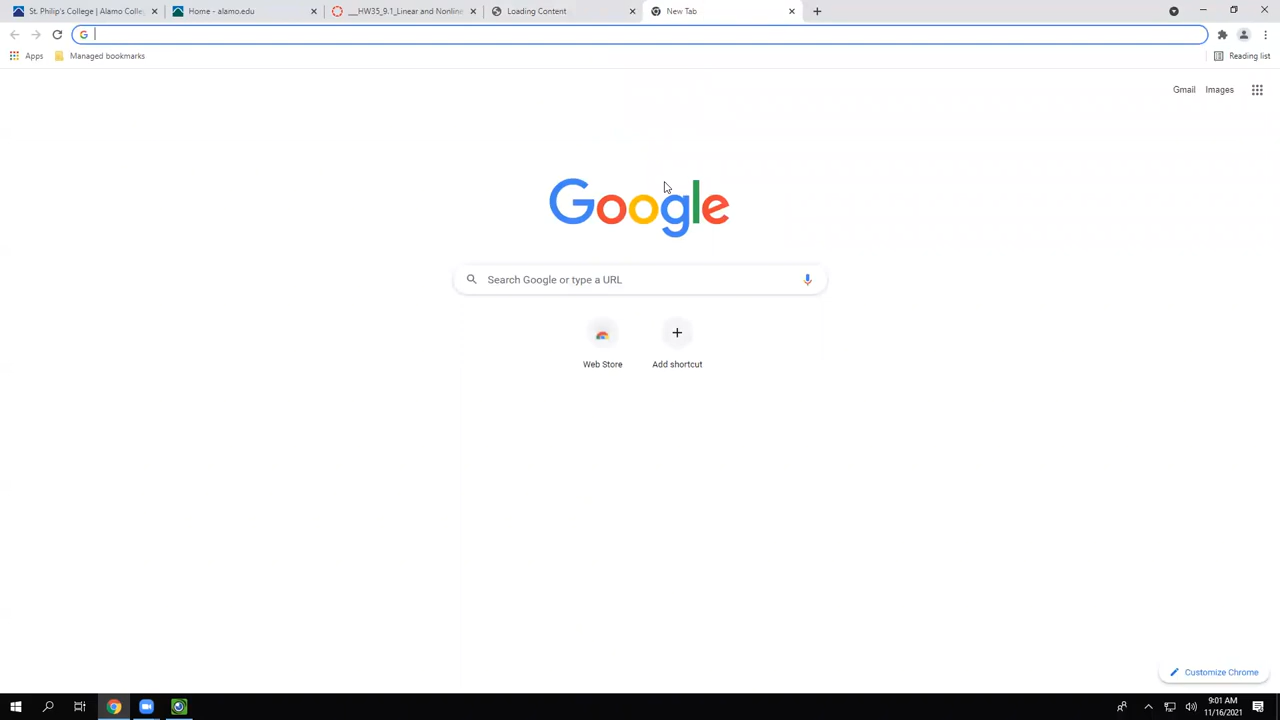 St. Philip's College | Alamo Colle
Home - alamo.edu
___HW35_9.1_Linear and Nonline
Loading Content
New Tab
Apps
Managed bookmarks
Reading list
Gmail
Images
Google
Search Google or type a URL
Web Store
Add shortcut
Customize Chrome
9:01 AM
11/16/2021